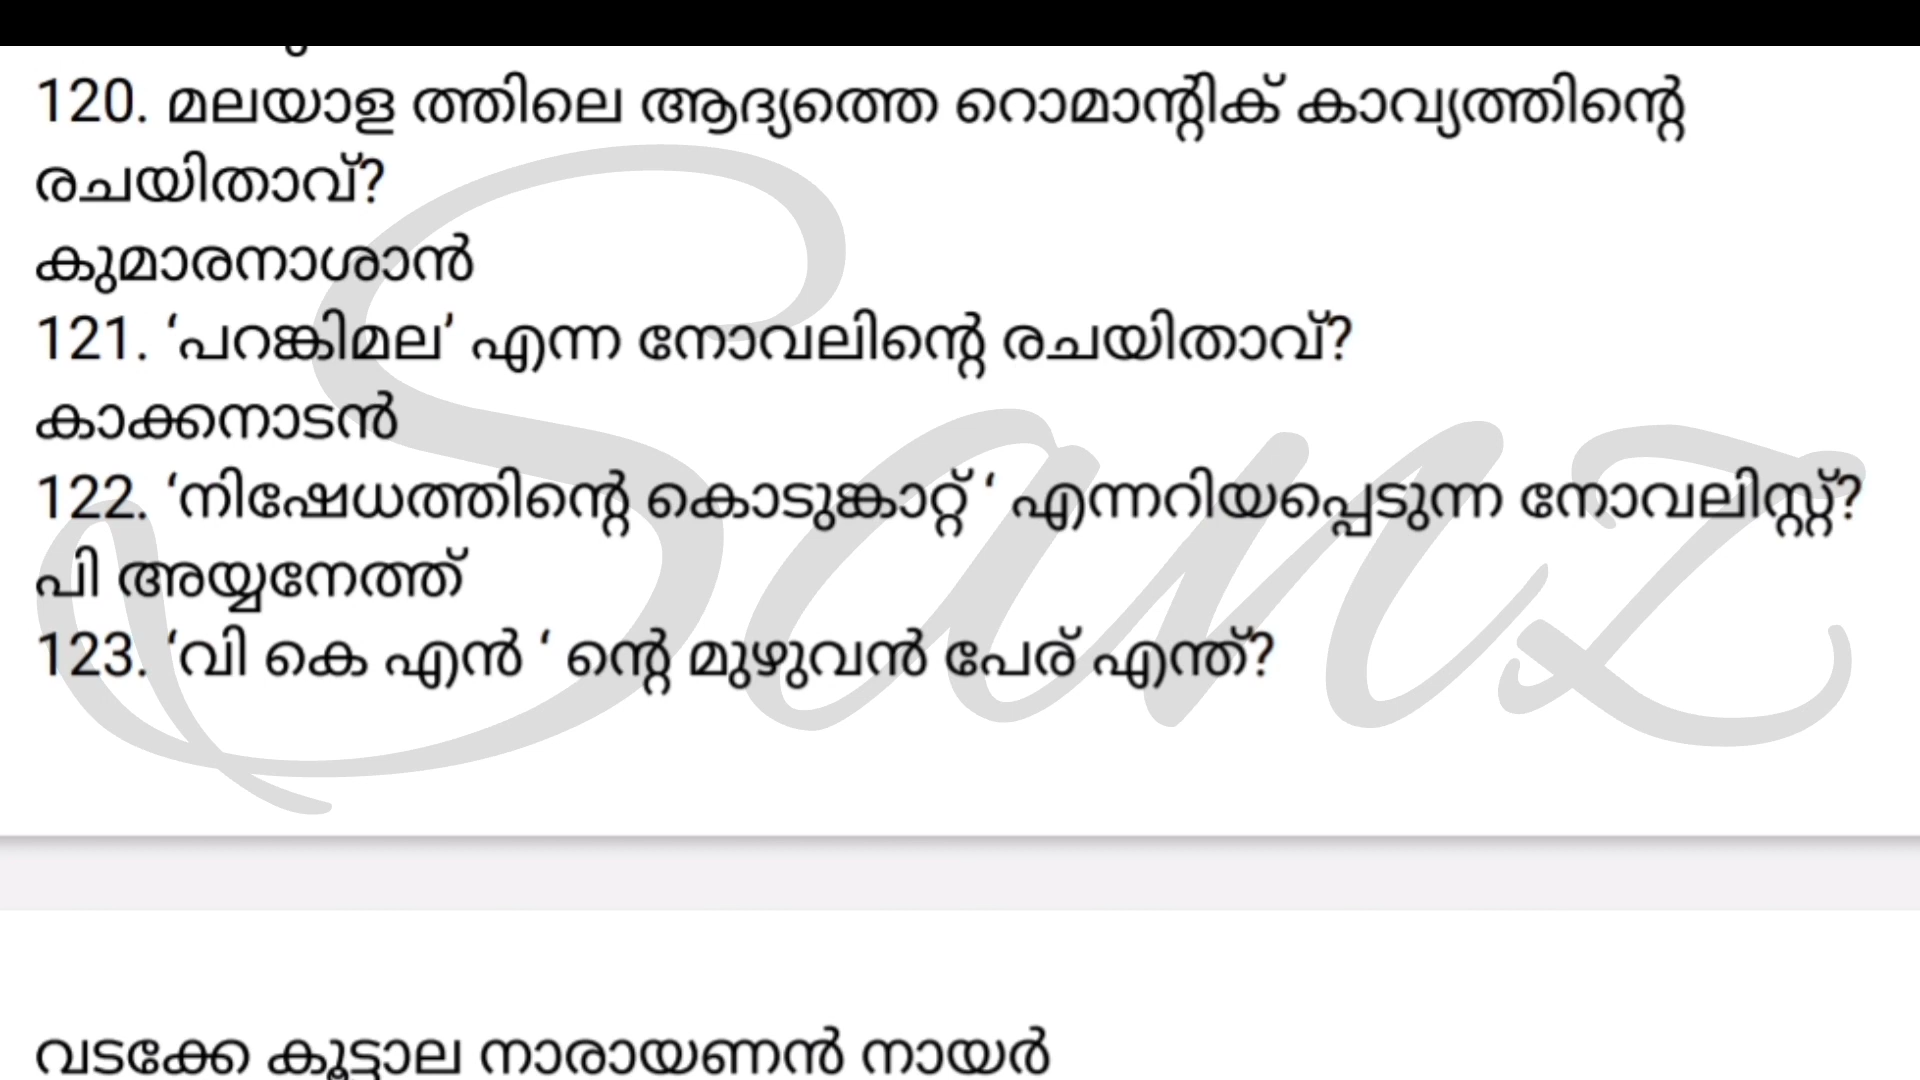 120. മലയാള ത്തിലെ ആദ്യത്തെ റൊമാന്റിക് കാവ്യത്തിന്റെ
രചയിതാവ്?
കുമാരനാശാൻ
121. ‘പറങ്കിമല’ എന്ന നോവലിന്റെ രചയിതാവ്?
കാക്കനാടൻ
122. ‘നിഷേധത്തിന്റെ കൊടുങ്കാറ്റ് ‘ എന്നറിയപ്പെടുന്ന നോവലിസ്റ്റ്?
പി അയ്യനേത്ത്
123. ‘വി കെ എൻ ‘ ന്റെ മുഴുവൻ പേര് എന്ത്?
Samz
വടക്കേ കൂട്ടാല നാരായണൻ നായർ